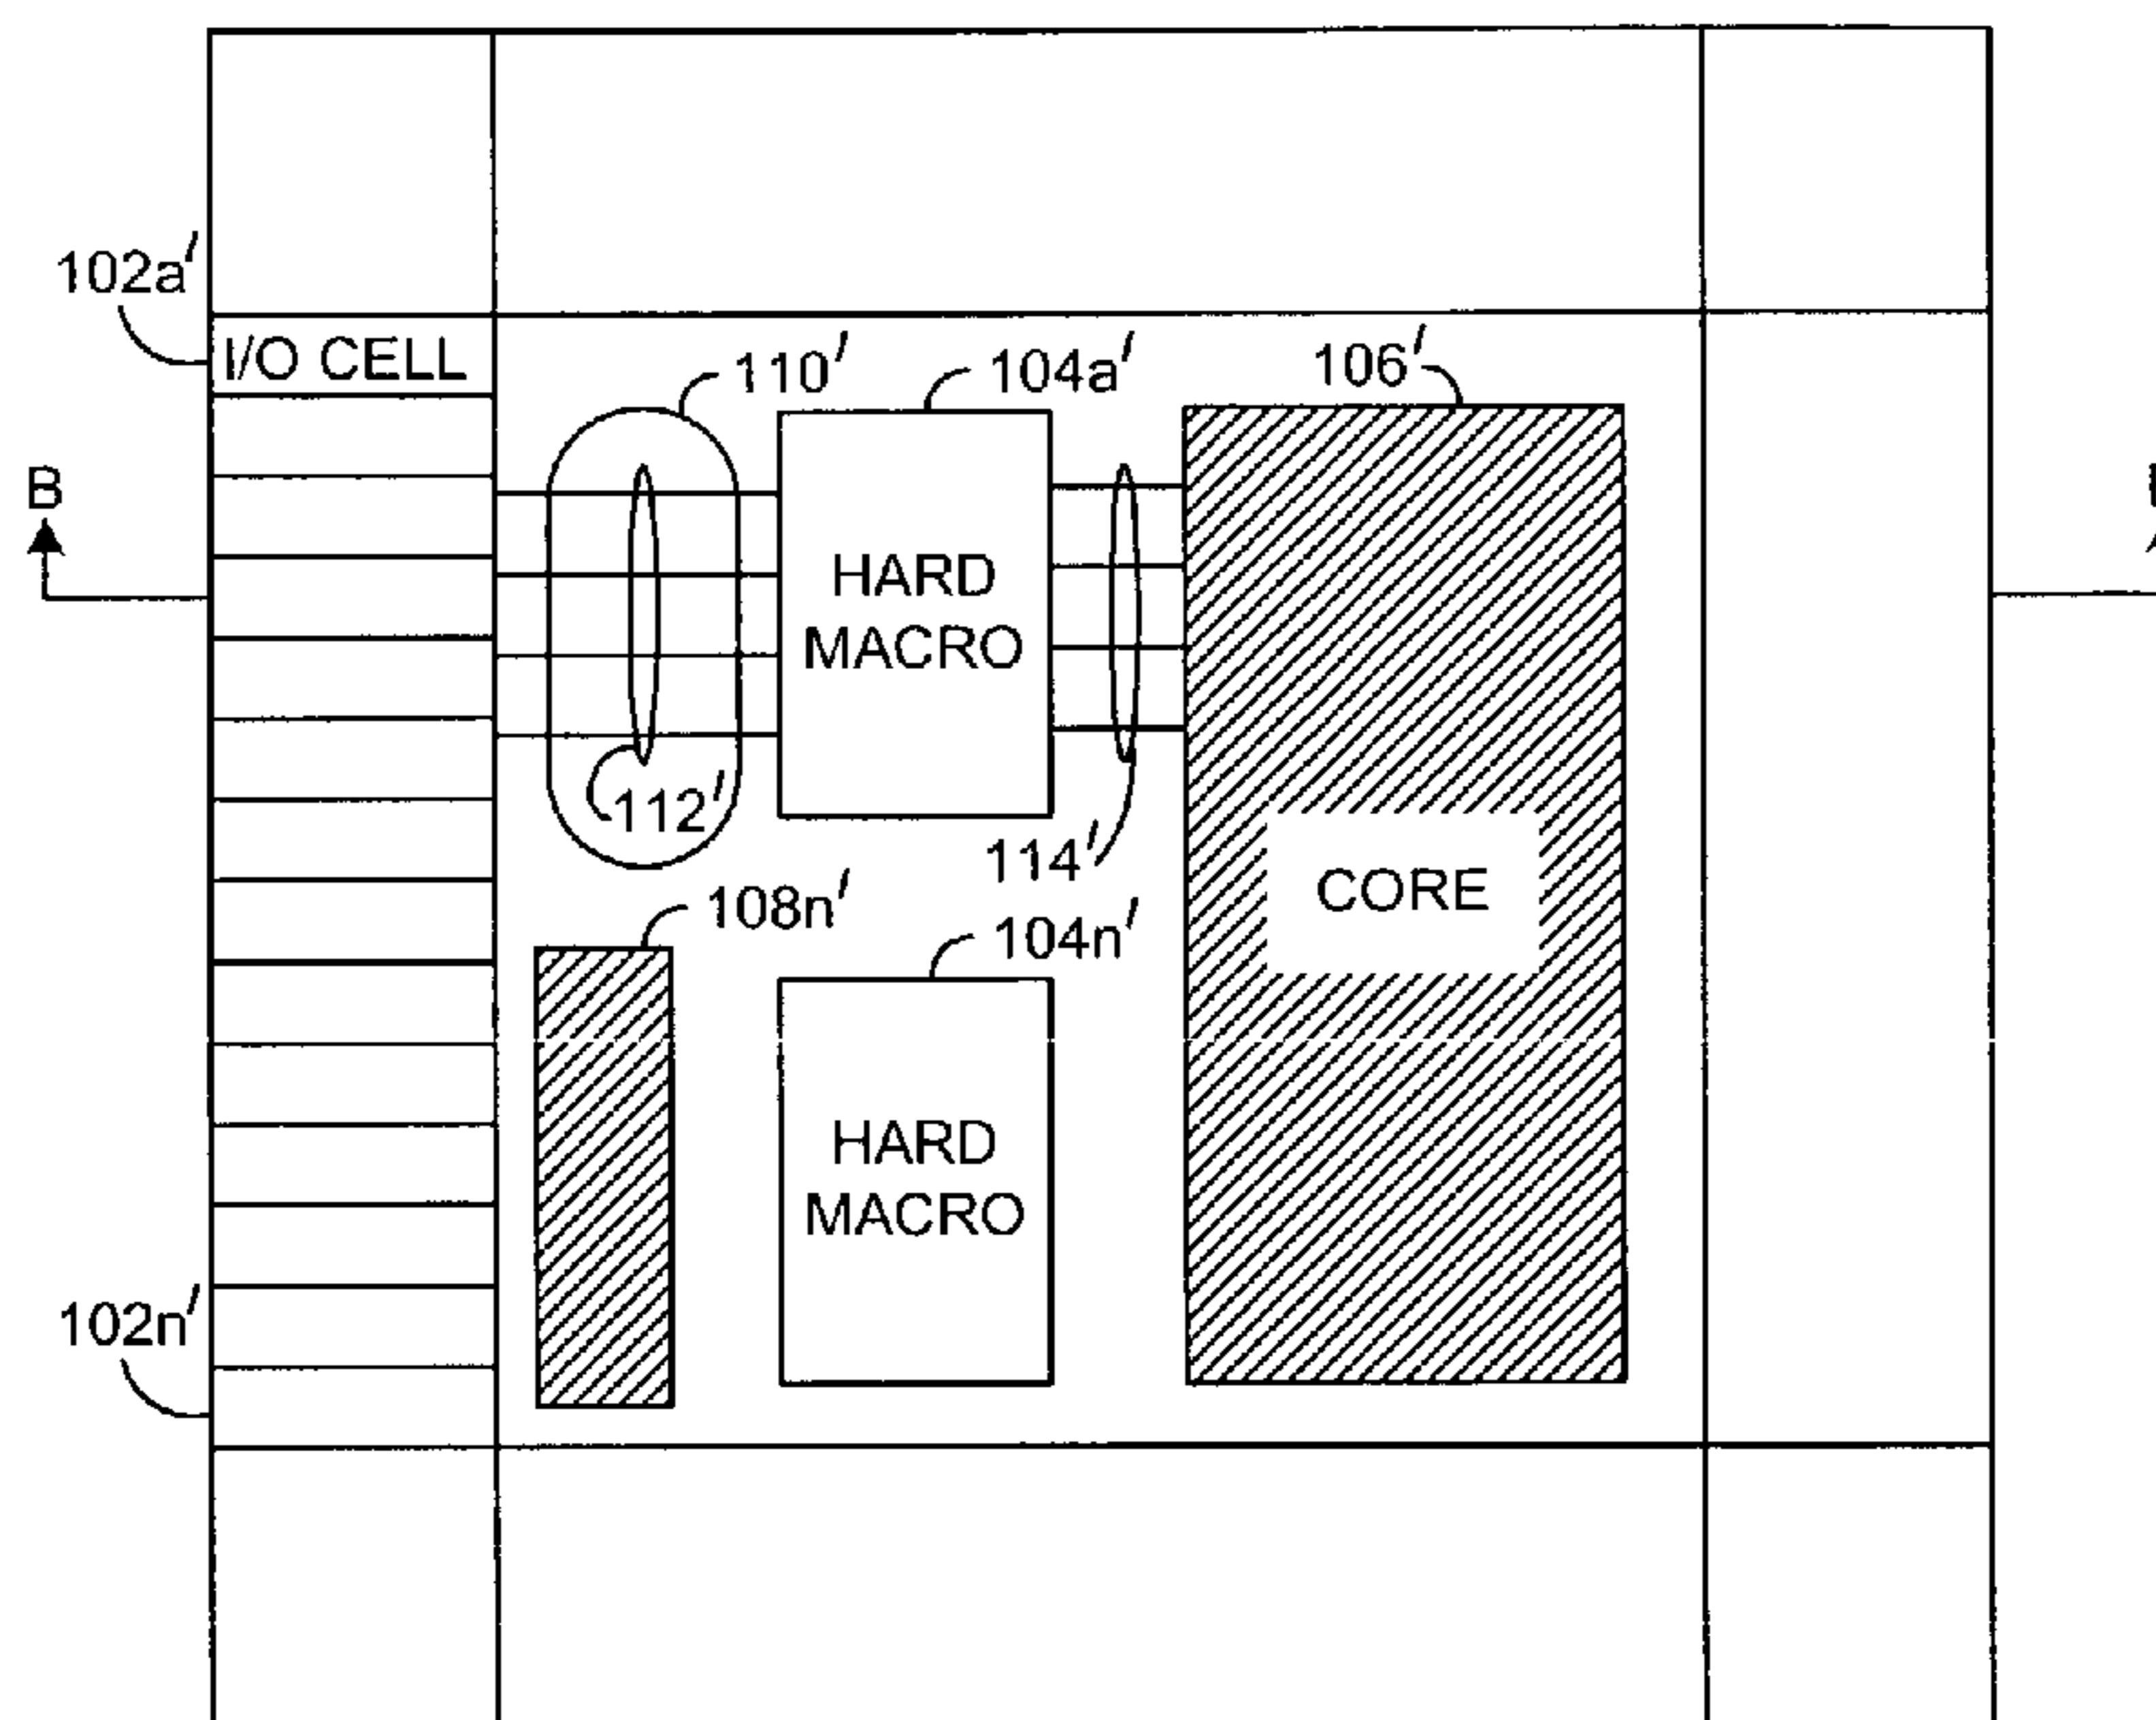 102a'
I/O CELL
110'
104a'
106'
B
HARD
MACRO
112'
114'
CORE
108n'
104n'
HARD
MACRO
102n'